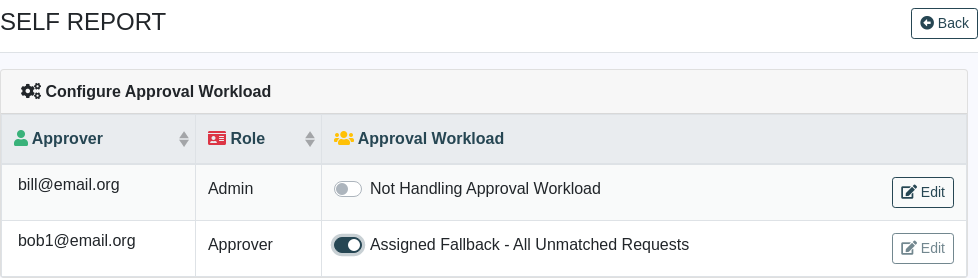 SELF REPORT
Back
Configure Approval Workload
Approver Role Approval Workload
bill@email.org Admin Not Handling Approval Workload Edit
bob1@email.org Approver Assigned Fallback - All Unmatched Requests Edit